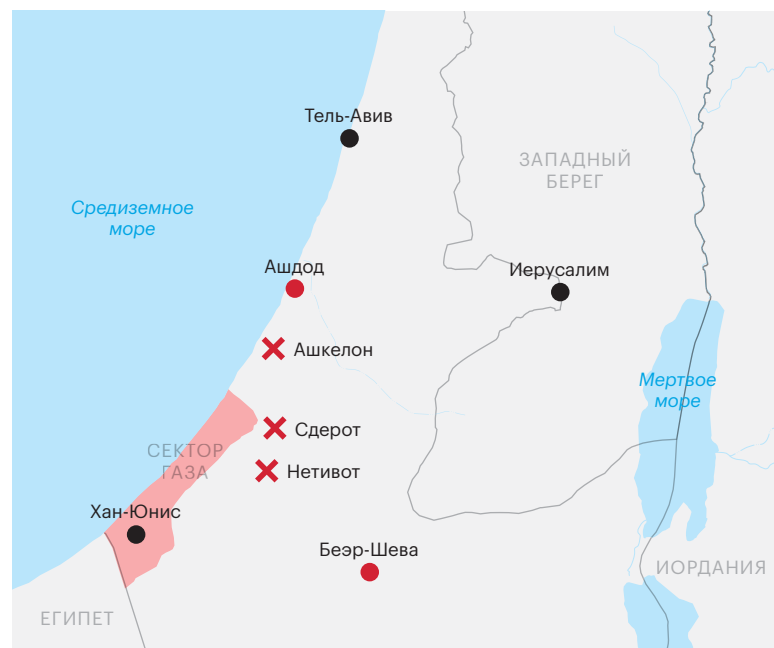 Тель-Авив
ЗАПАДНЫЙ
БЕРЕГ
Средиземное
море
Ашдод
Иерусалим
Ашкелон
Мертвое
море
Сдерот
СЕКТОР
ГАЗА
Нетивот
Хан-Юнис
Беэр-Шева
ИОРДАНИЯ
ЕГИПЕТ